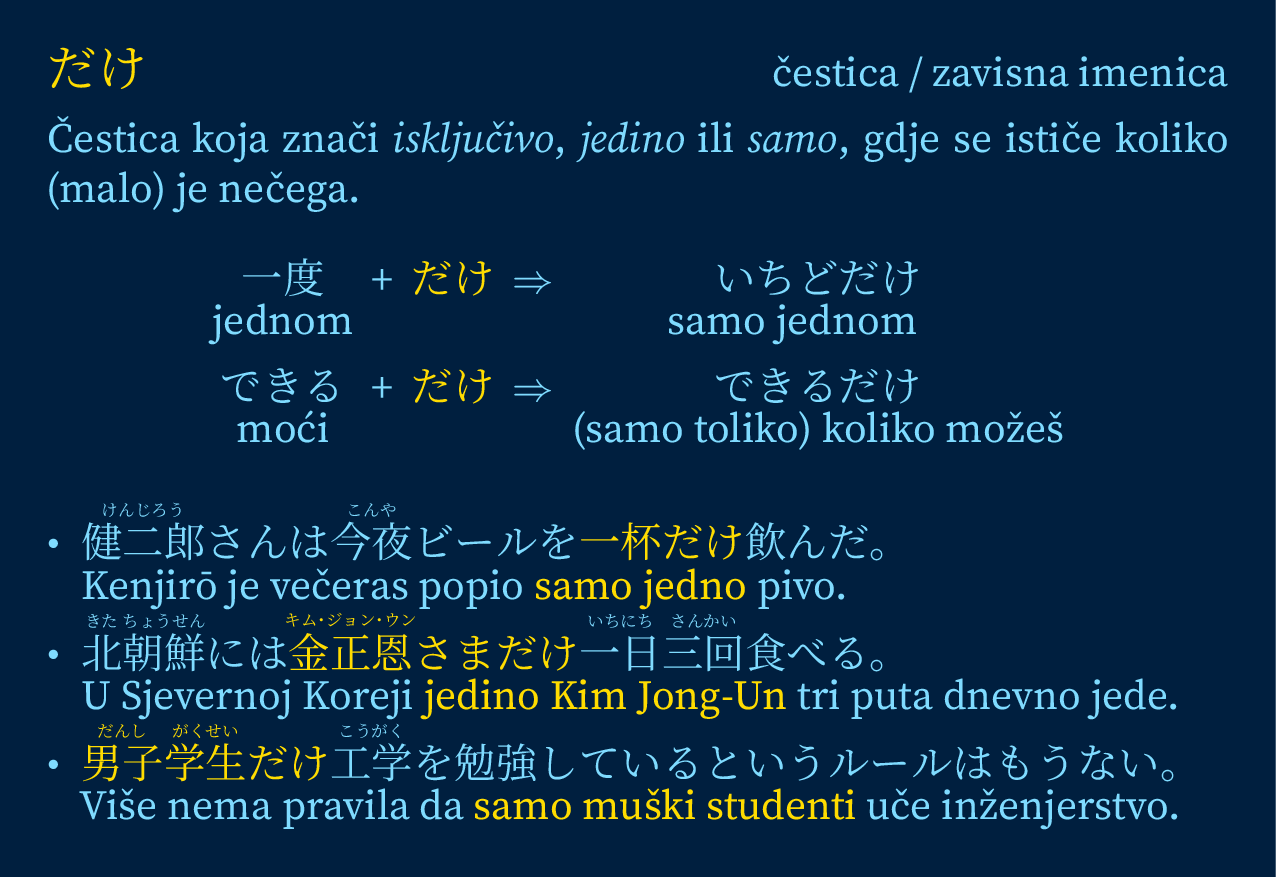 だけ čestica / zavisna imenica
Čestica koja znači isključivo, jedino ili samo, gdje se ističe koliko
(malo) je nečega.
一度 + だけ ⇒ いちどだけ
jednom samo jednom
できる + だけ ⇒ できるだけ
moći (samo toliko) koliko možeš
けんじろう こんや
• 健二郎さんは今夜ビールを一杯だけ飲んだ。
Kenjirō je večeras popio samo jedno pivo.
きた ちょうせん キム・ジョン・ウン いちにち さんかい
• 北朝鮮には金正恩さまだけ一日三回食べる。
U Sjevernoj Koreji jedino Kim Jong-Un tri puta dnevno jede.
だんし がくせい こうがく
• 男子学生だけ工学を勉強しているというルールはもうない。
Više nema pravila da samo muški studenti uče inženjerstvo.